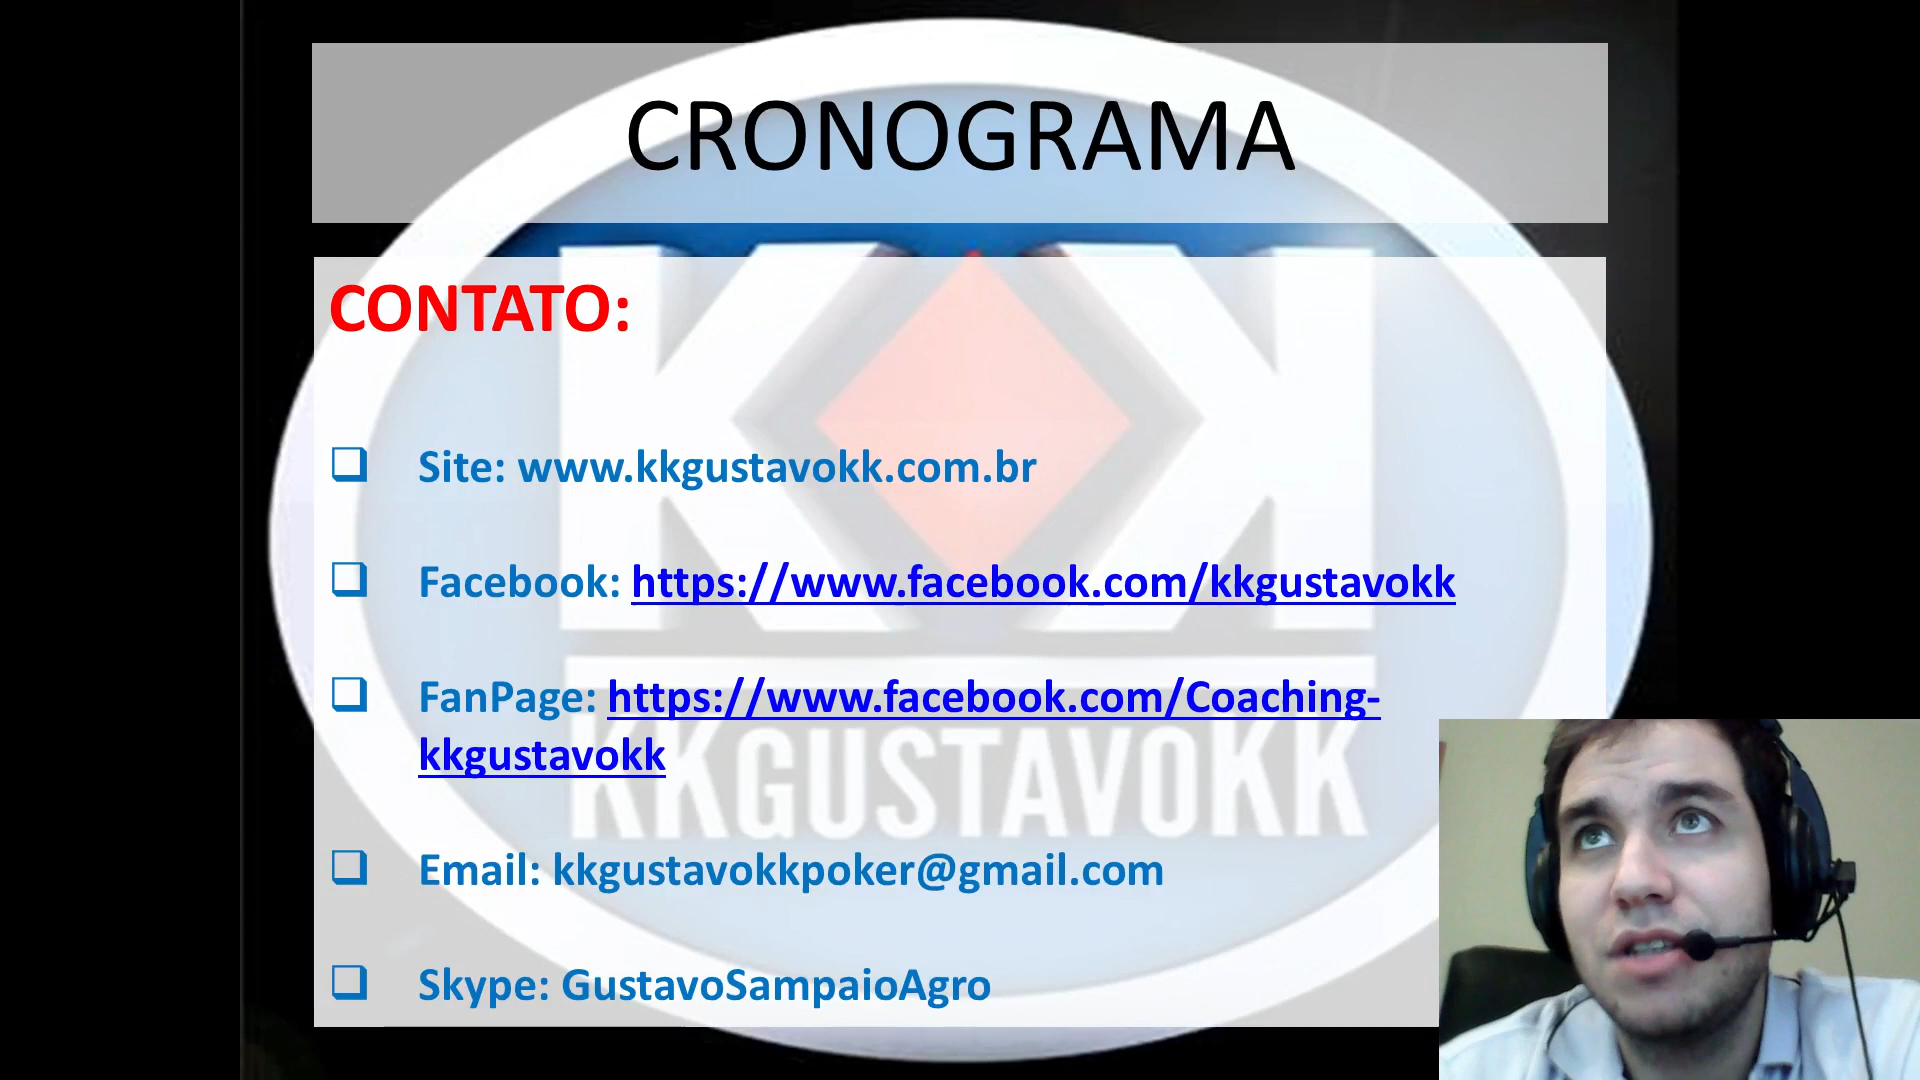 CRONOGRAMA
CONTATO:
Site: www.kkgustavokk.com.br
Facebook: https://www.facebook.com/kkgustavokk
FanPage: https://www.facebook.com/Coaching-
kkgustavokk
KKGUSTAVOKK
Email: kkgustavokkpoker@gmail.com
Skype: GustavoSampaioAgro